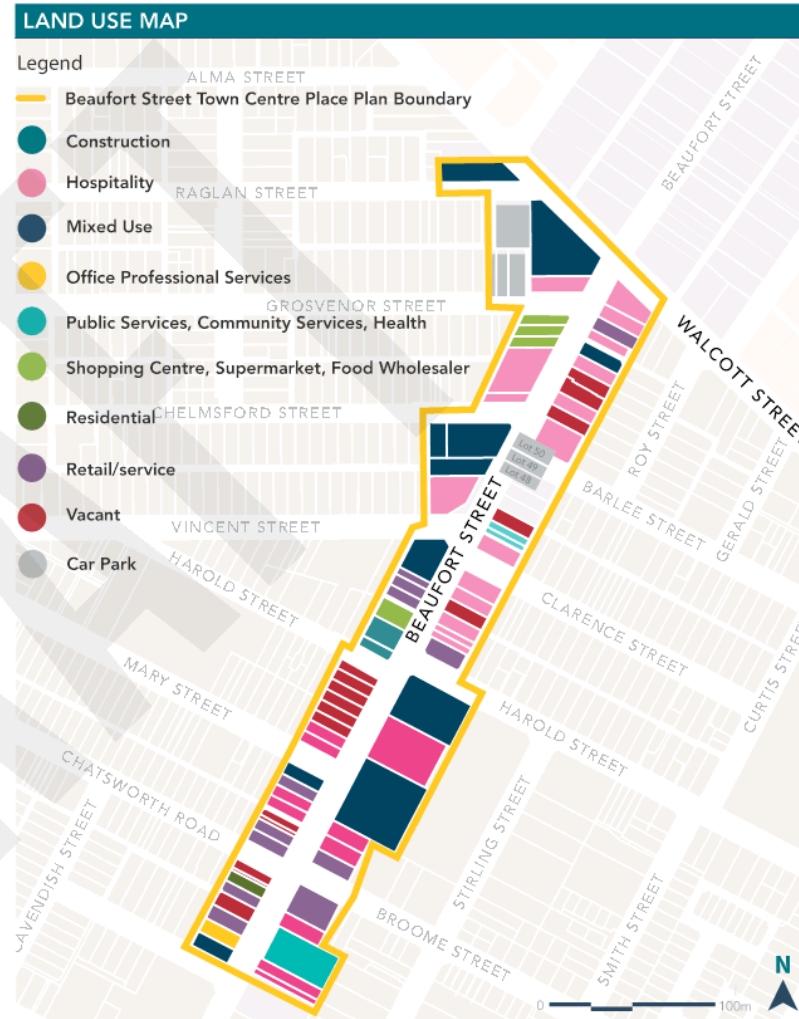 LAND USE MAP
Legend
Beaufort Street Town Centre Place Plan Boundary
Construction
Hospitality
Mixed Use
Office Professional Services
Public Services, Community Services, Health
Shopping Centre, Supermarket, Food Wholesaler
Residential
Retail/service
Vacant
Car Park
ALMA STREET
BEAUFORT STREET
RAGLAN STREET
GROSVENOR STREET
WALCOTT STREE
CHELMSFORD STREET
ROY STREET
Lot 50
Lot 49
Lot 48
GERALD STREET
BARLEE STREET
VINCENT STREET
BEAUFORT STREET
HAROLD STREET
CLARENCE STREET
CURTIS STRE
MARY STREET
HAROLD STREET
CHATSWORTH ROAD
STIRLING STREET
CAVENDISH STREET
SMITH STREET
BROOME STREET
N
0
100m